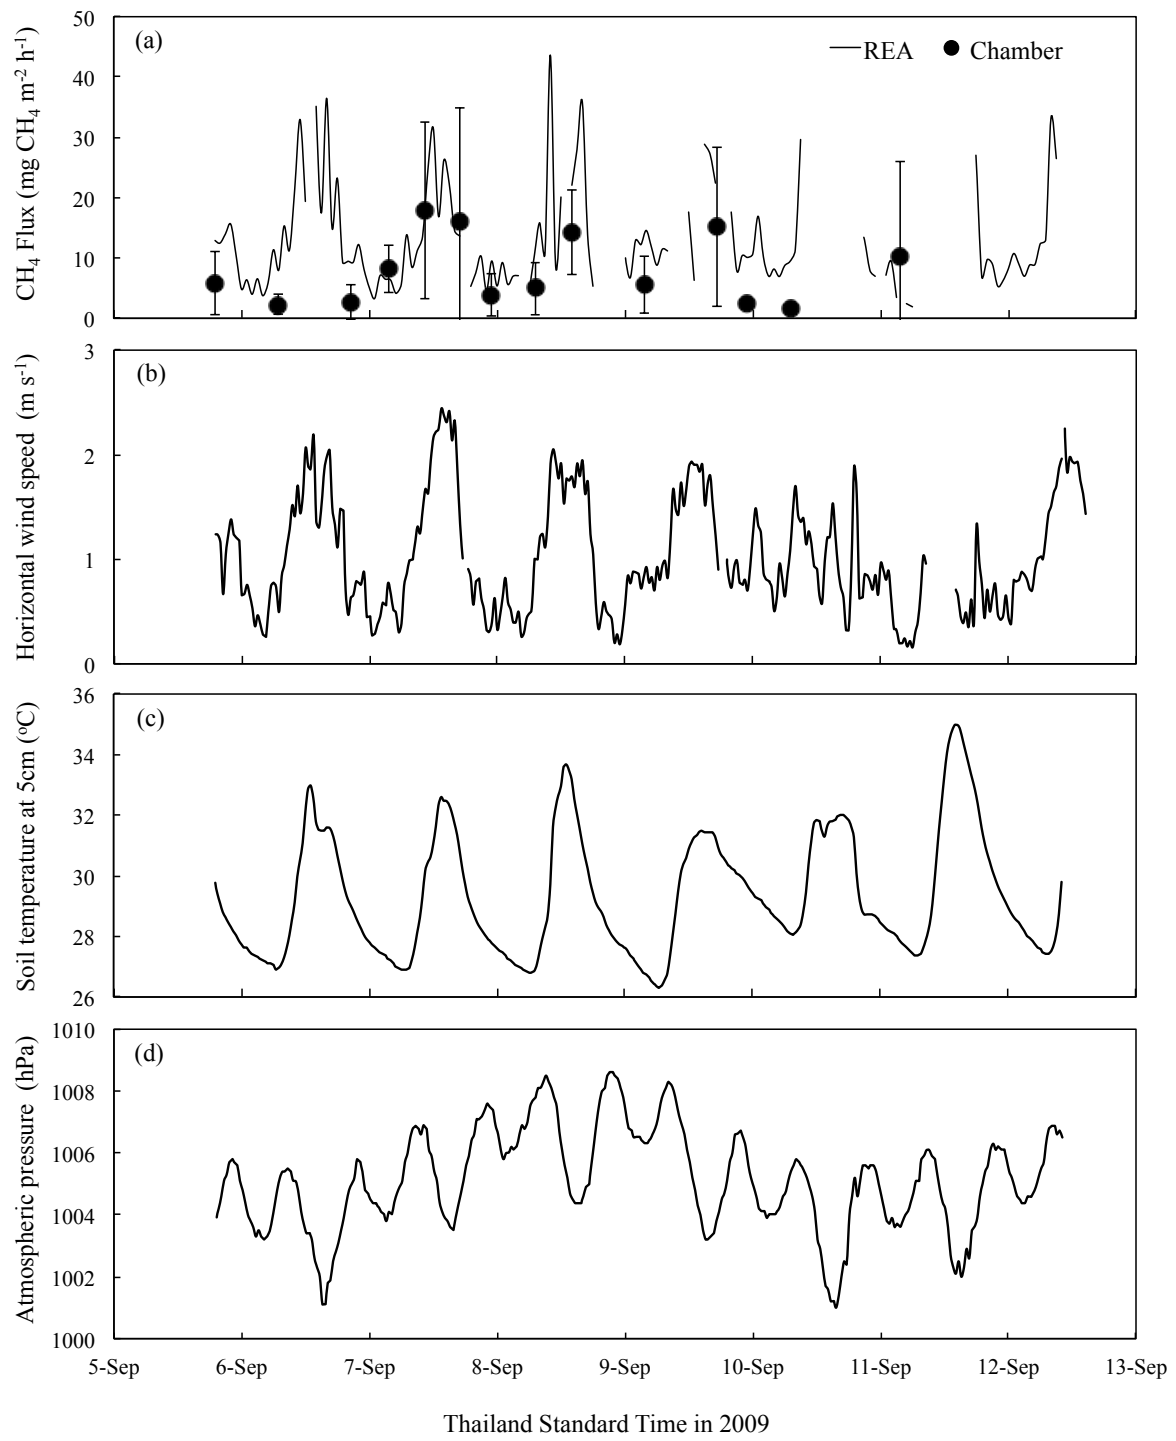 50
40
30
20
10
0
CH4 Flux (mg CH4 m-2 h-1)
(a)
REA
Chamber
3
2
1
0
Horizontal wind speed (m s-1)
(b)
36
34
32
30
28
26
Soil temperature at 5cm (oC)
(c)
1010
1008
1006
1004
1002
1000
Atmospheric pressure (hPa)
(d)
5-Sep 6-Sep 7-Sep 8-Sep 9-Sep 10-Sep 11-Sep 12-Sep 13-Sep
Thailand Standard Time in 2009